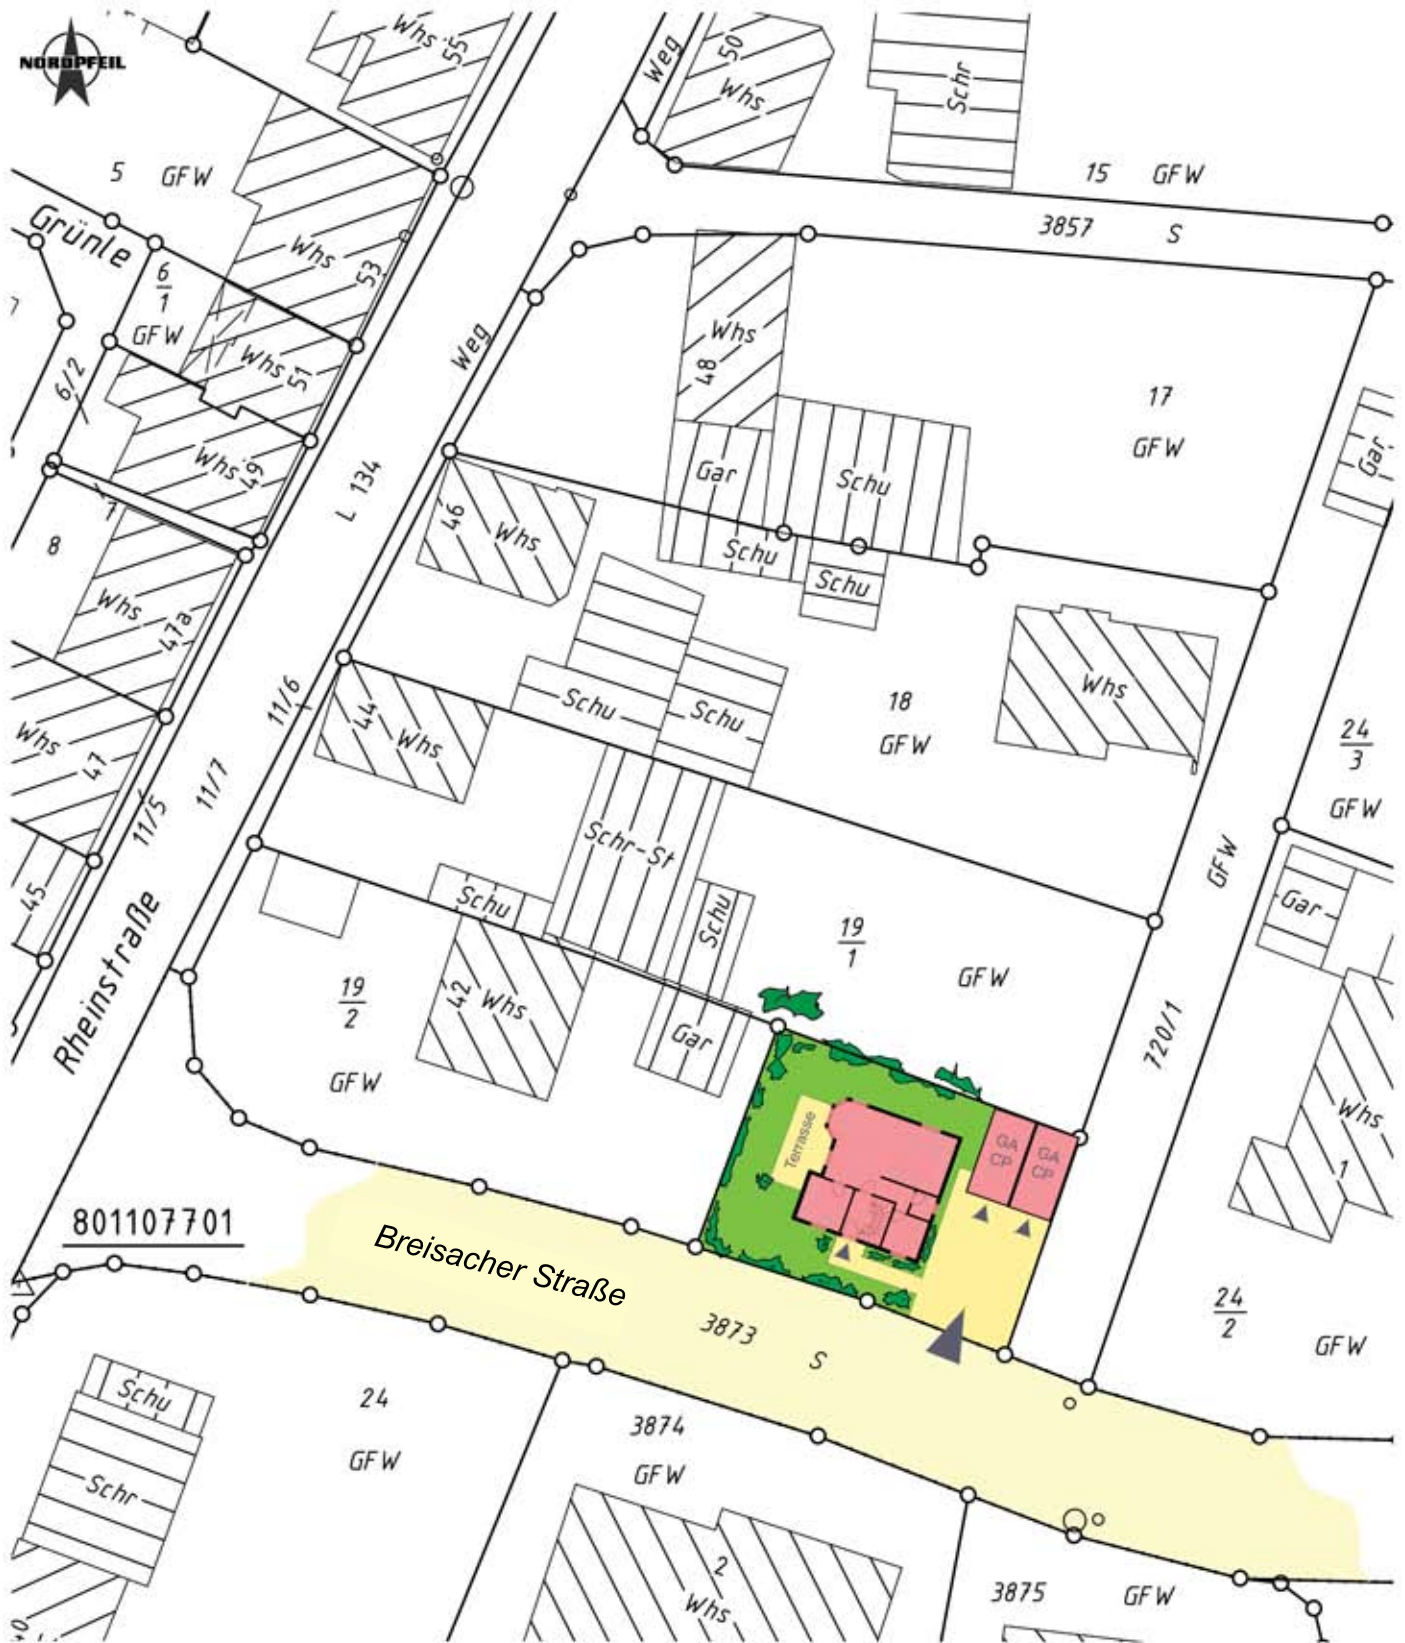 NORDPFEIL
Whs 55
Weg
50
Whs
Schr
5 GFW
15 GFW
Grünle
3857 S
Whs 53
6
1
GFW
Weg
Whs 48
Whs 51
6/2
17
GFW
Gar
Whs 49
L 134
Gar
Schu
46 Whs
7
8
Schu
Schu
Whs 47a
Whs
11/6
44 Whs
Schu
Schu
18
GFW
24
3
GFW
Whs 47
11/7
11/5
Schr-St
GFW
45
Schu
Schu
Gar
19
1
GFW
Rheinstraße
19
2
GFW
42 Whs
Gar
720/1
Whs
1
Terrasse
GA
CP
GA
CP
801107701
Breisacher Straße
3873 S
24
2
GFW
Schu
24
GFW
3874
GFW
Schr
2
Whs
3875 GFW